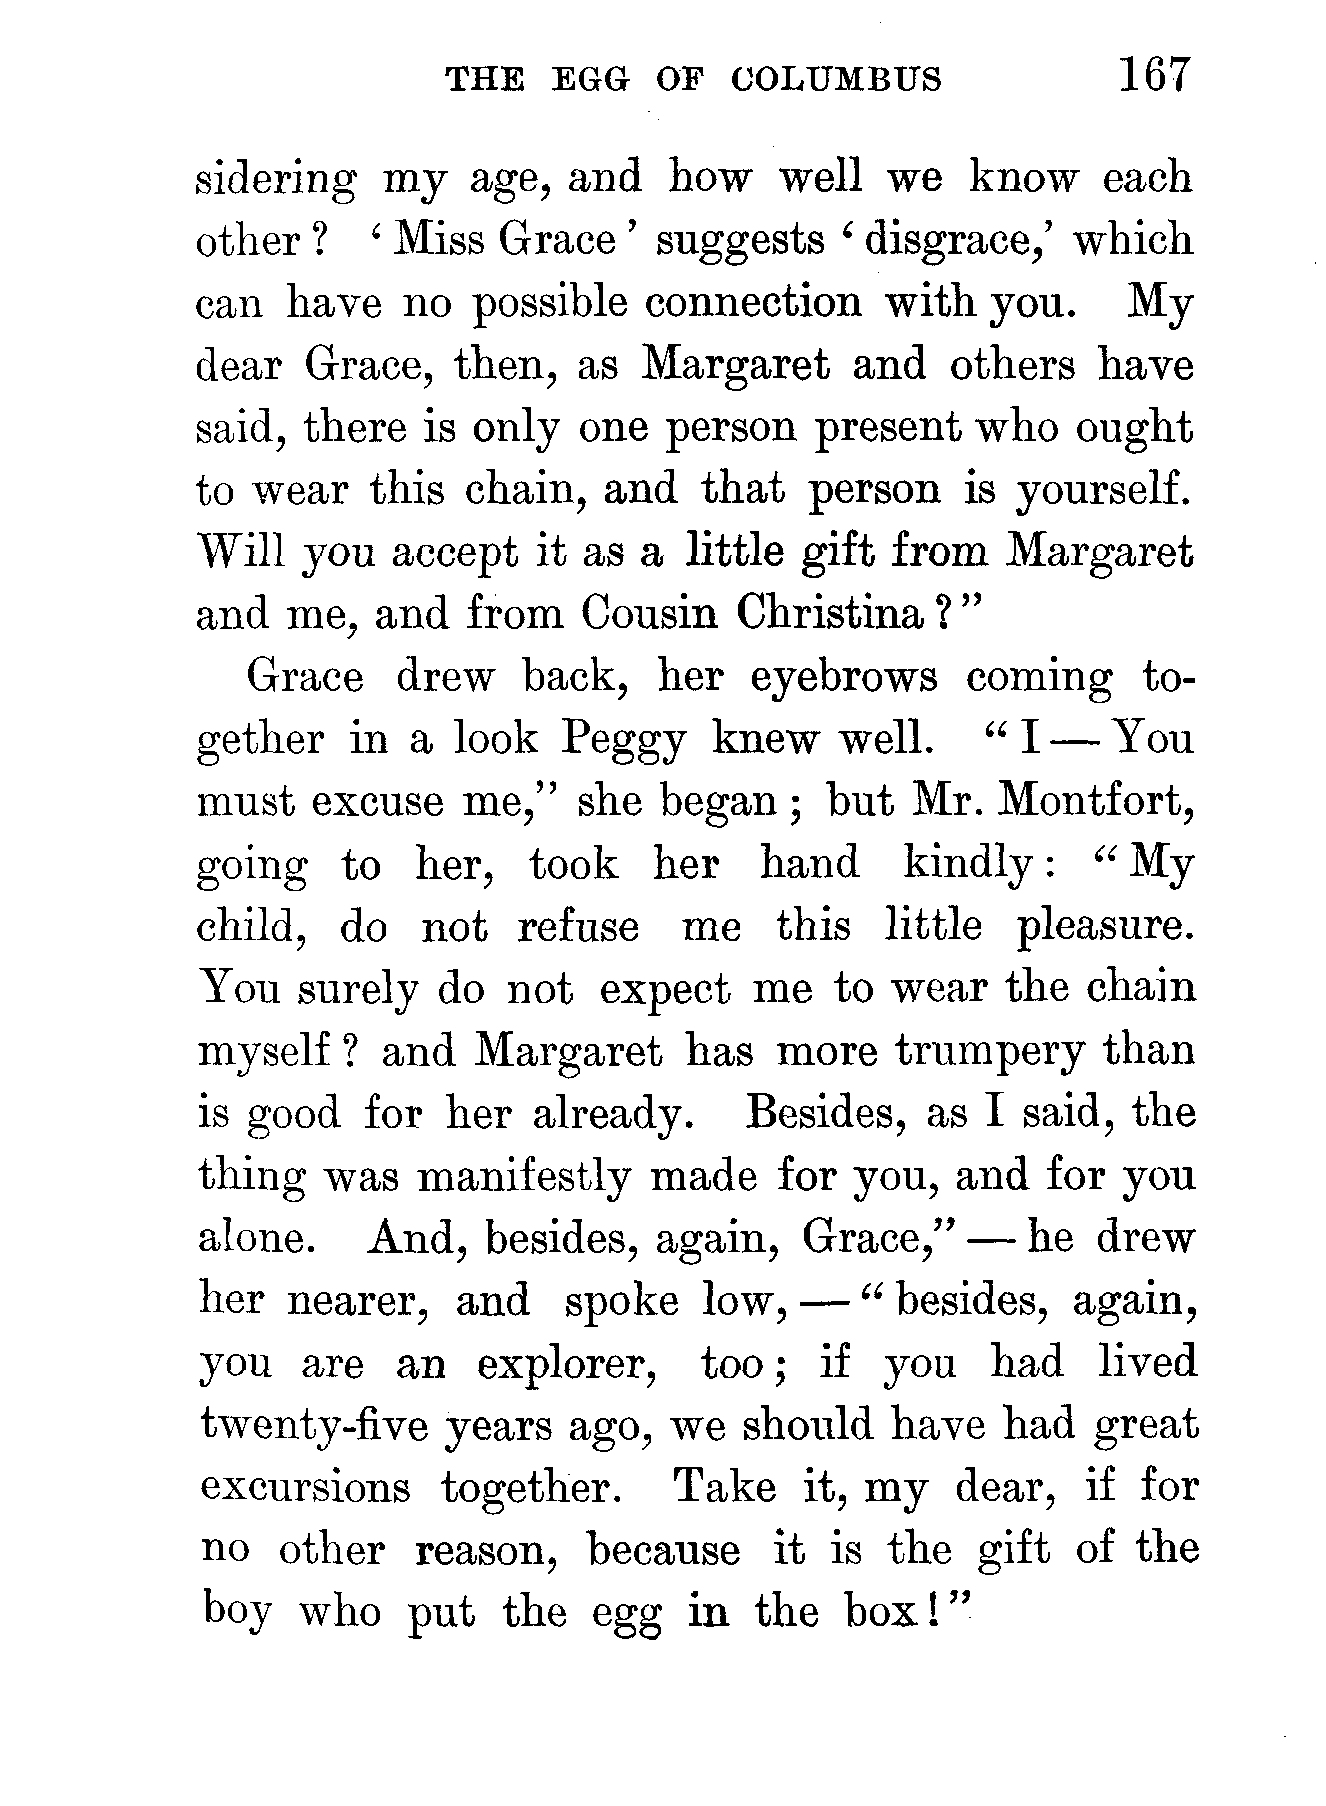 THE EGG OF COLUMBUS 167
sidering my age, and how well we know each
other? 'Miss Grace' suggests 'disgrace,' which
can have no possible connection with you. My
dear Grace, then, as Margaret and others have
said, there is only one person present who ought
to wear this chain, and that person is yourself.
Will you accept it as a little gift from Margaret
and me, and from Cousin Christina?"
Grace drew back, her eyebrows coming to-
gether in a look Peggy knew well. "I— You
must excuse me," she began; but Mr. Montfort,
going to her, took her hand kindly: "My
child, do not refuse me this little pleasure.
You surely do not expect me to wear the chain
myself? and Margaret has more trumpery than
is good for her already. Besides, as I said, the
thing was manifestly made for you, and for you
alone. And, besides, again, Grace,"—he drew
her nearer, and spoke low,—"besides, again,
you are an explorer, too; if you had lived
twenty-five years ago, we should have had great
excursions together. Take it, my dear, if for
no other reason, because it is the gift of the
boy who put the egg in the box!"